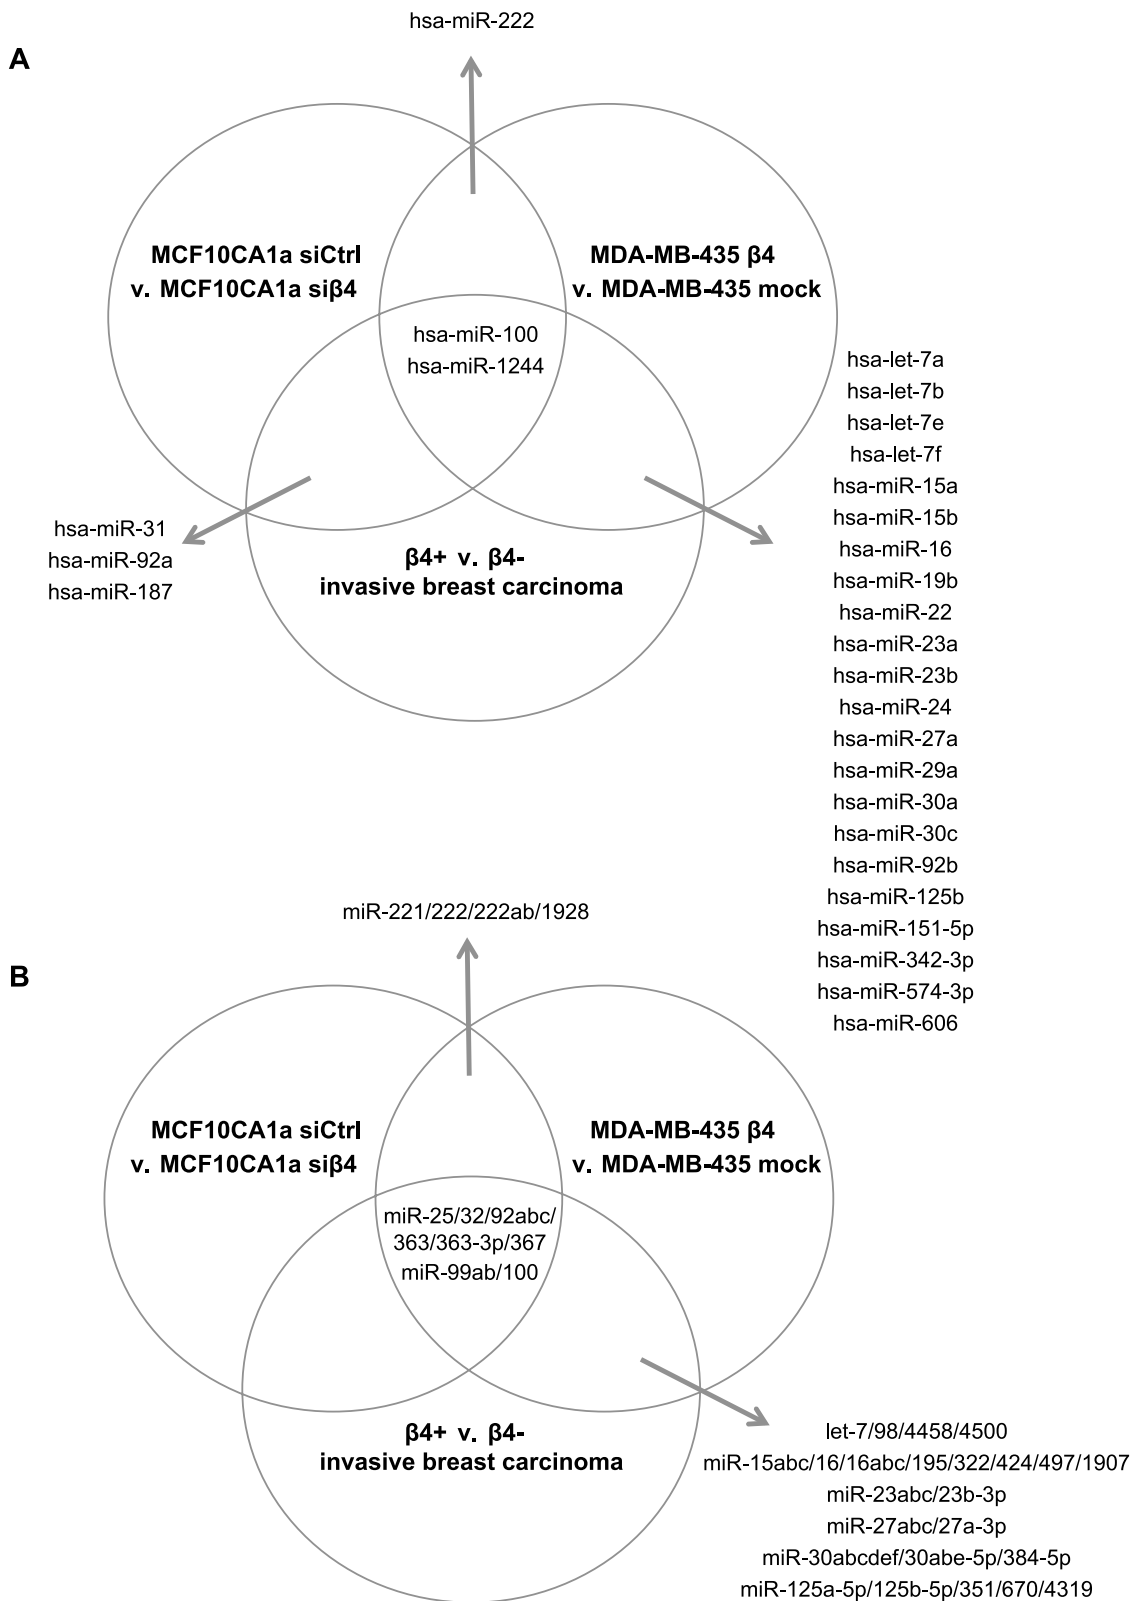 hsa-miR-222
A
MCF10CA1a siCtrl
v. MCF10CA1a siβ4
MDA-MB-435 β4
v. MDA-MB-435 mock
hsa-miR-100
hsa-miR-1244
hsa-miR-31
hsa-miR-92a
hsa-miR-187
β4+ v. β4-
invasive breast carcinoma
hsa-let-7a
hsa-let-7b
hsa-let-7e
hsa-let-7f
hsa-miR-15a
hsa-miR-15b
hsa-miR-16
hsa-miR-19b
hsa-miR-22
hsa-miR-23a
hsa-miR-23b
hsa-miR-24
hsa-miR-27a
hsa-miR-29a
hsa-miR-30a
hsa-miR-30c
hsa-miR-92b
hsa-miR-125b
hsa-miR-151-5p
hsa-miR-342-3p
hsa-miR-574-3p
hsa-miR-606
miR-221/222/222ab/1928
B
MCF10CA1a siCtrl
v. MCF10CA1a siβ4
MDA-MB-435 β4
v. MDA-MB-435 mock
miR-25/32/92abc/
363/363-3p/367
miR-99ab/100
β4+ v. β4-
invasive breast carcinoma
let-7/98/4458/4500
miR-15abc/16/16abc/195/322/424/497/1907
miR-23abc/23b-3p
miR-27abc/27a-3p
miR-30abcdef/30abe-5p/384-5p
miR-125a-5p/125b-5p/351/670/4319